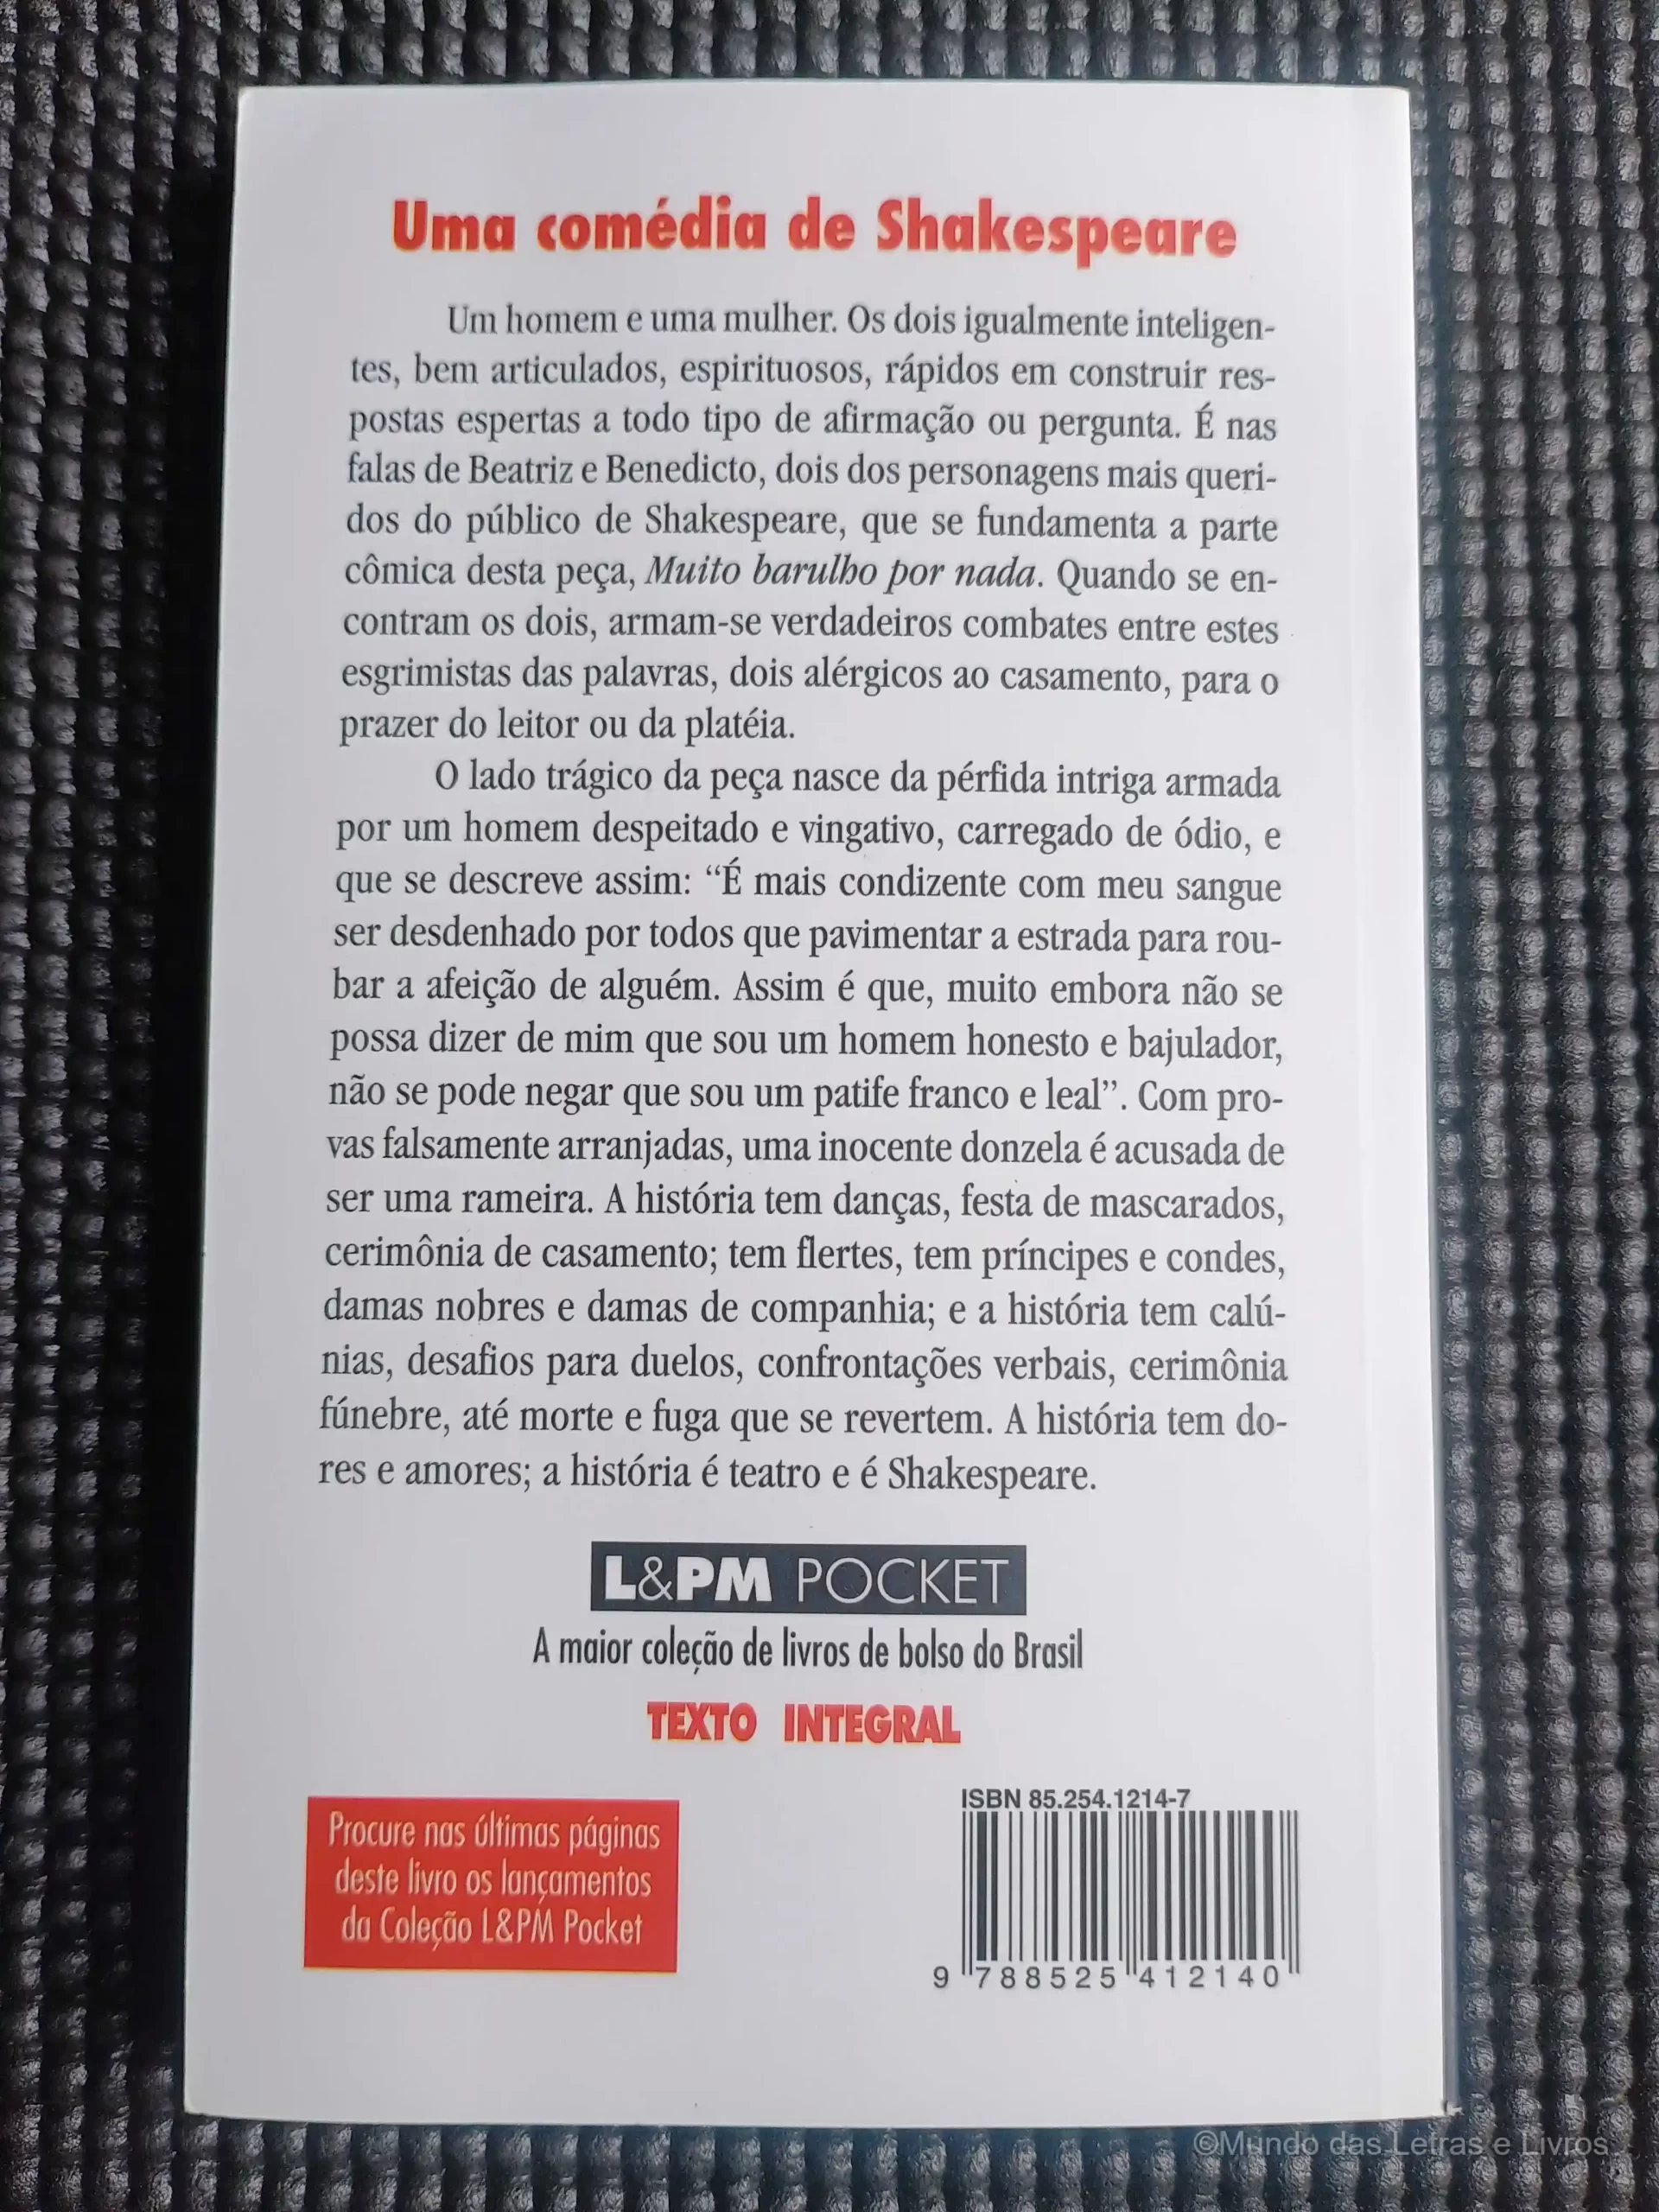 Uma comédia de Shakespeare
Um homem e uma mulher. Os dois igualmente inteligen-
tes, bem articulados, espirituosos, rápidos em construir res-
postas espertas a todo tipo de afirmação ou pergunta. É nas
falas de Beatriz e Benedicto, dois dos personagens mais queri-
dos do público de Shakespeare, que se fundamenta a parte
cômica desta peça, Muito barulho por nada. Quando se en-
contram os dois, armam-se verdadeiros combates entre estes
esgrimistas das palavras, dois alérgicos ao casamento, para o
prazer do leitor ou da platéia.
O lado trágico da peça nasce da pérfida intriga armada
por um homem despeitado e vingativo, carregado de ódio, e
que se descreve assim: “É mais condizente com meu sangue
ser desdenhado por todos que pavimentar a estrada para rou-
bar a afeição de alguém. Assim é que, muito embora não se
possa dizer de mim que sou um homem honesto e bajulador,
não se pode negar que sou um patife franco e leal”. Com pro-
vas falsamente arranjadas, uma inocente donzela é acusada de
ser uma rameira. A história tem danças, festa de mascarados,
cerimônia de casamento; tem flertes, tem príncipes e condes,
damas nobres e damas de companhia; e a história tem calú-
nias, desafios para duelos, confrontações verbais, cerimônia
fúnebre, até morte e fuga que se revertem. A história tem do-
res e amores; a história é teatro e é Shakespeare.
L&PM POCKET
A maior coleção de livros de bolso do Brasil
TEXTO INTEGRAL
Procure nas últimas páginas
deste livro os lançamentos
da Coleção L&PM Pocket
ISBN 85.254.1214-7
9 788525 412140
©Mundo das Letras e Livros